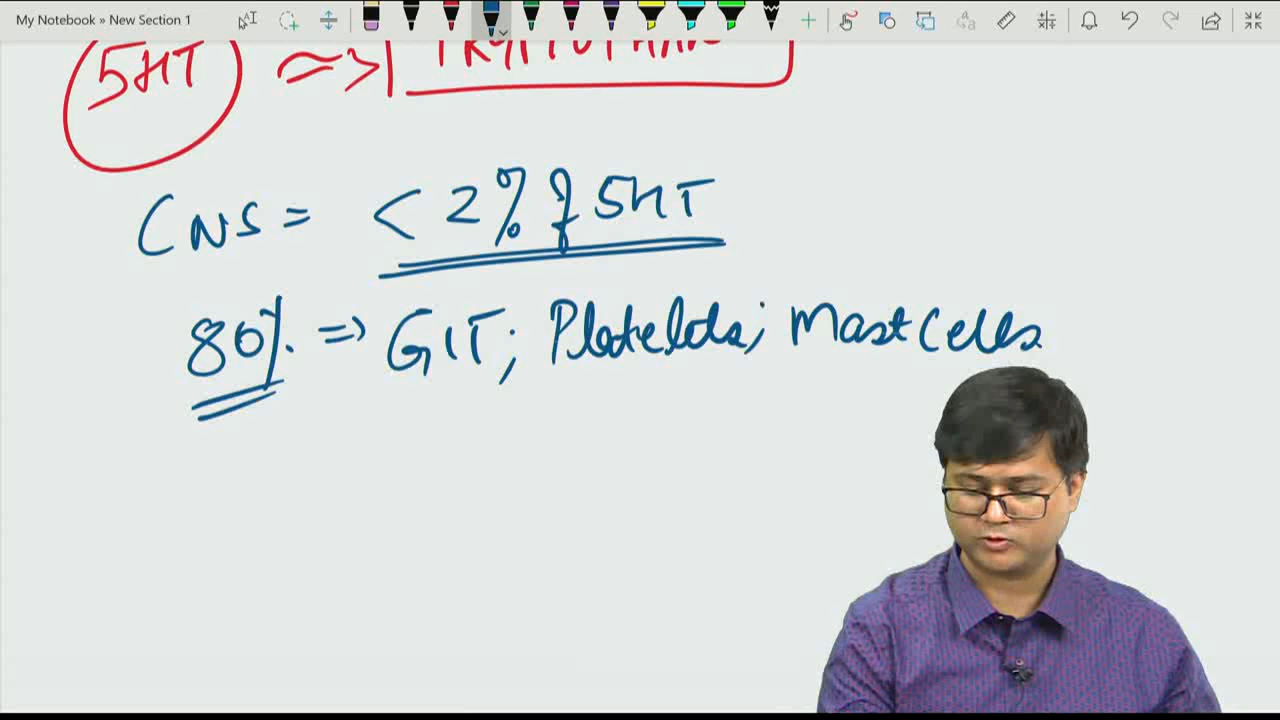 My Notebook » New Section 1
5HT ⇒
CNS = < 2% of 5HT
80% ⇒ GIT; Platelets; Mast Cells